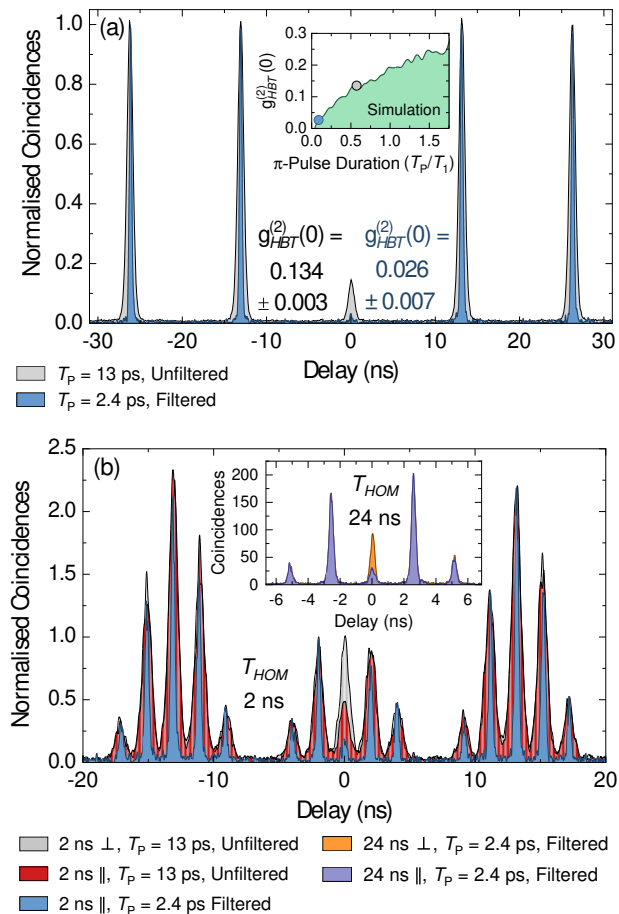 (a)
Normalised Coincidences
1.0
0.8
0.6
0.4
0.2
0.0
g(2)HBT(0)
0.3
0.2
0.1
0.0
Simulation
0.0 0.5 1.0 1.5
π-Pulse Duration (TP/T1)
g(2)HBT(0) = 0.134 ± 0.003
g(2)HBT(0) = 0.026 ± 0.007
-30 -20 -10 0 10 20 30
Delay (ns)
TP = 13 ps, Unfiltered
TP = 2.4 ps, Filtered
(b)
Normalised Coincidences
2.5
2.0
1.5
1.0
0.5
0.0
Coincidences
200
150
100
50
0
THOM
24 ns
-6 -4 -2 0 2 4 6
Delay (ns)
THOM
2 ns
-20 -10 0 10 20
Delay (ns)
2 ns ⊥, TP = 13 ps, Unfiltered
2 ns ∥, TP = 13 ps, Unfiltered
2 ns ∥, TP = 2.4 ps Filtered
24 ns ⊥, TP = 2.4 ps, Filtered
24 ns ∥, TP = 2.4 ps, Filtered